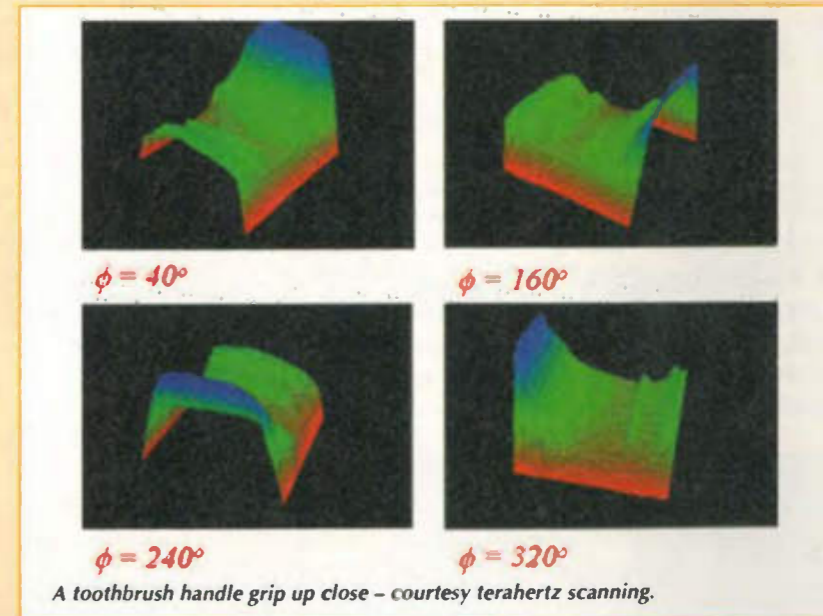 ϕ = 40°
ϕ = 160°
ϕ = 240°
ϕ = 320°
A toothbrush handle grip up close – courtesy terahertz scanning.